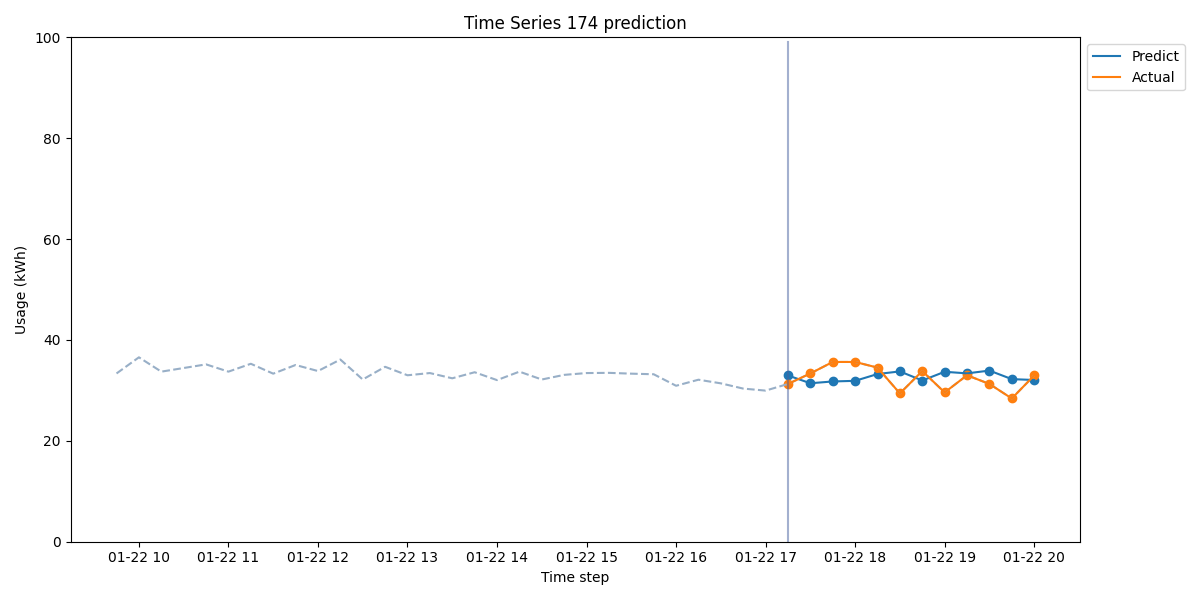 Time Series 174 prediction
Predict
Actual
100
80
60
40
20
0
Usage (kWh)
01-22 10 01-22 11 01-22 12 01-22 13 01-22 14 01-22 15 01-22 16 01-22 17 01-22 18 01-22 19 01-22 20
Time step